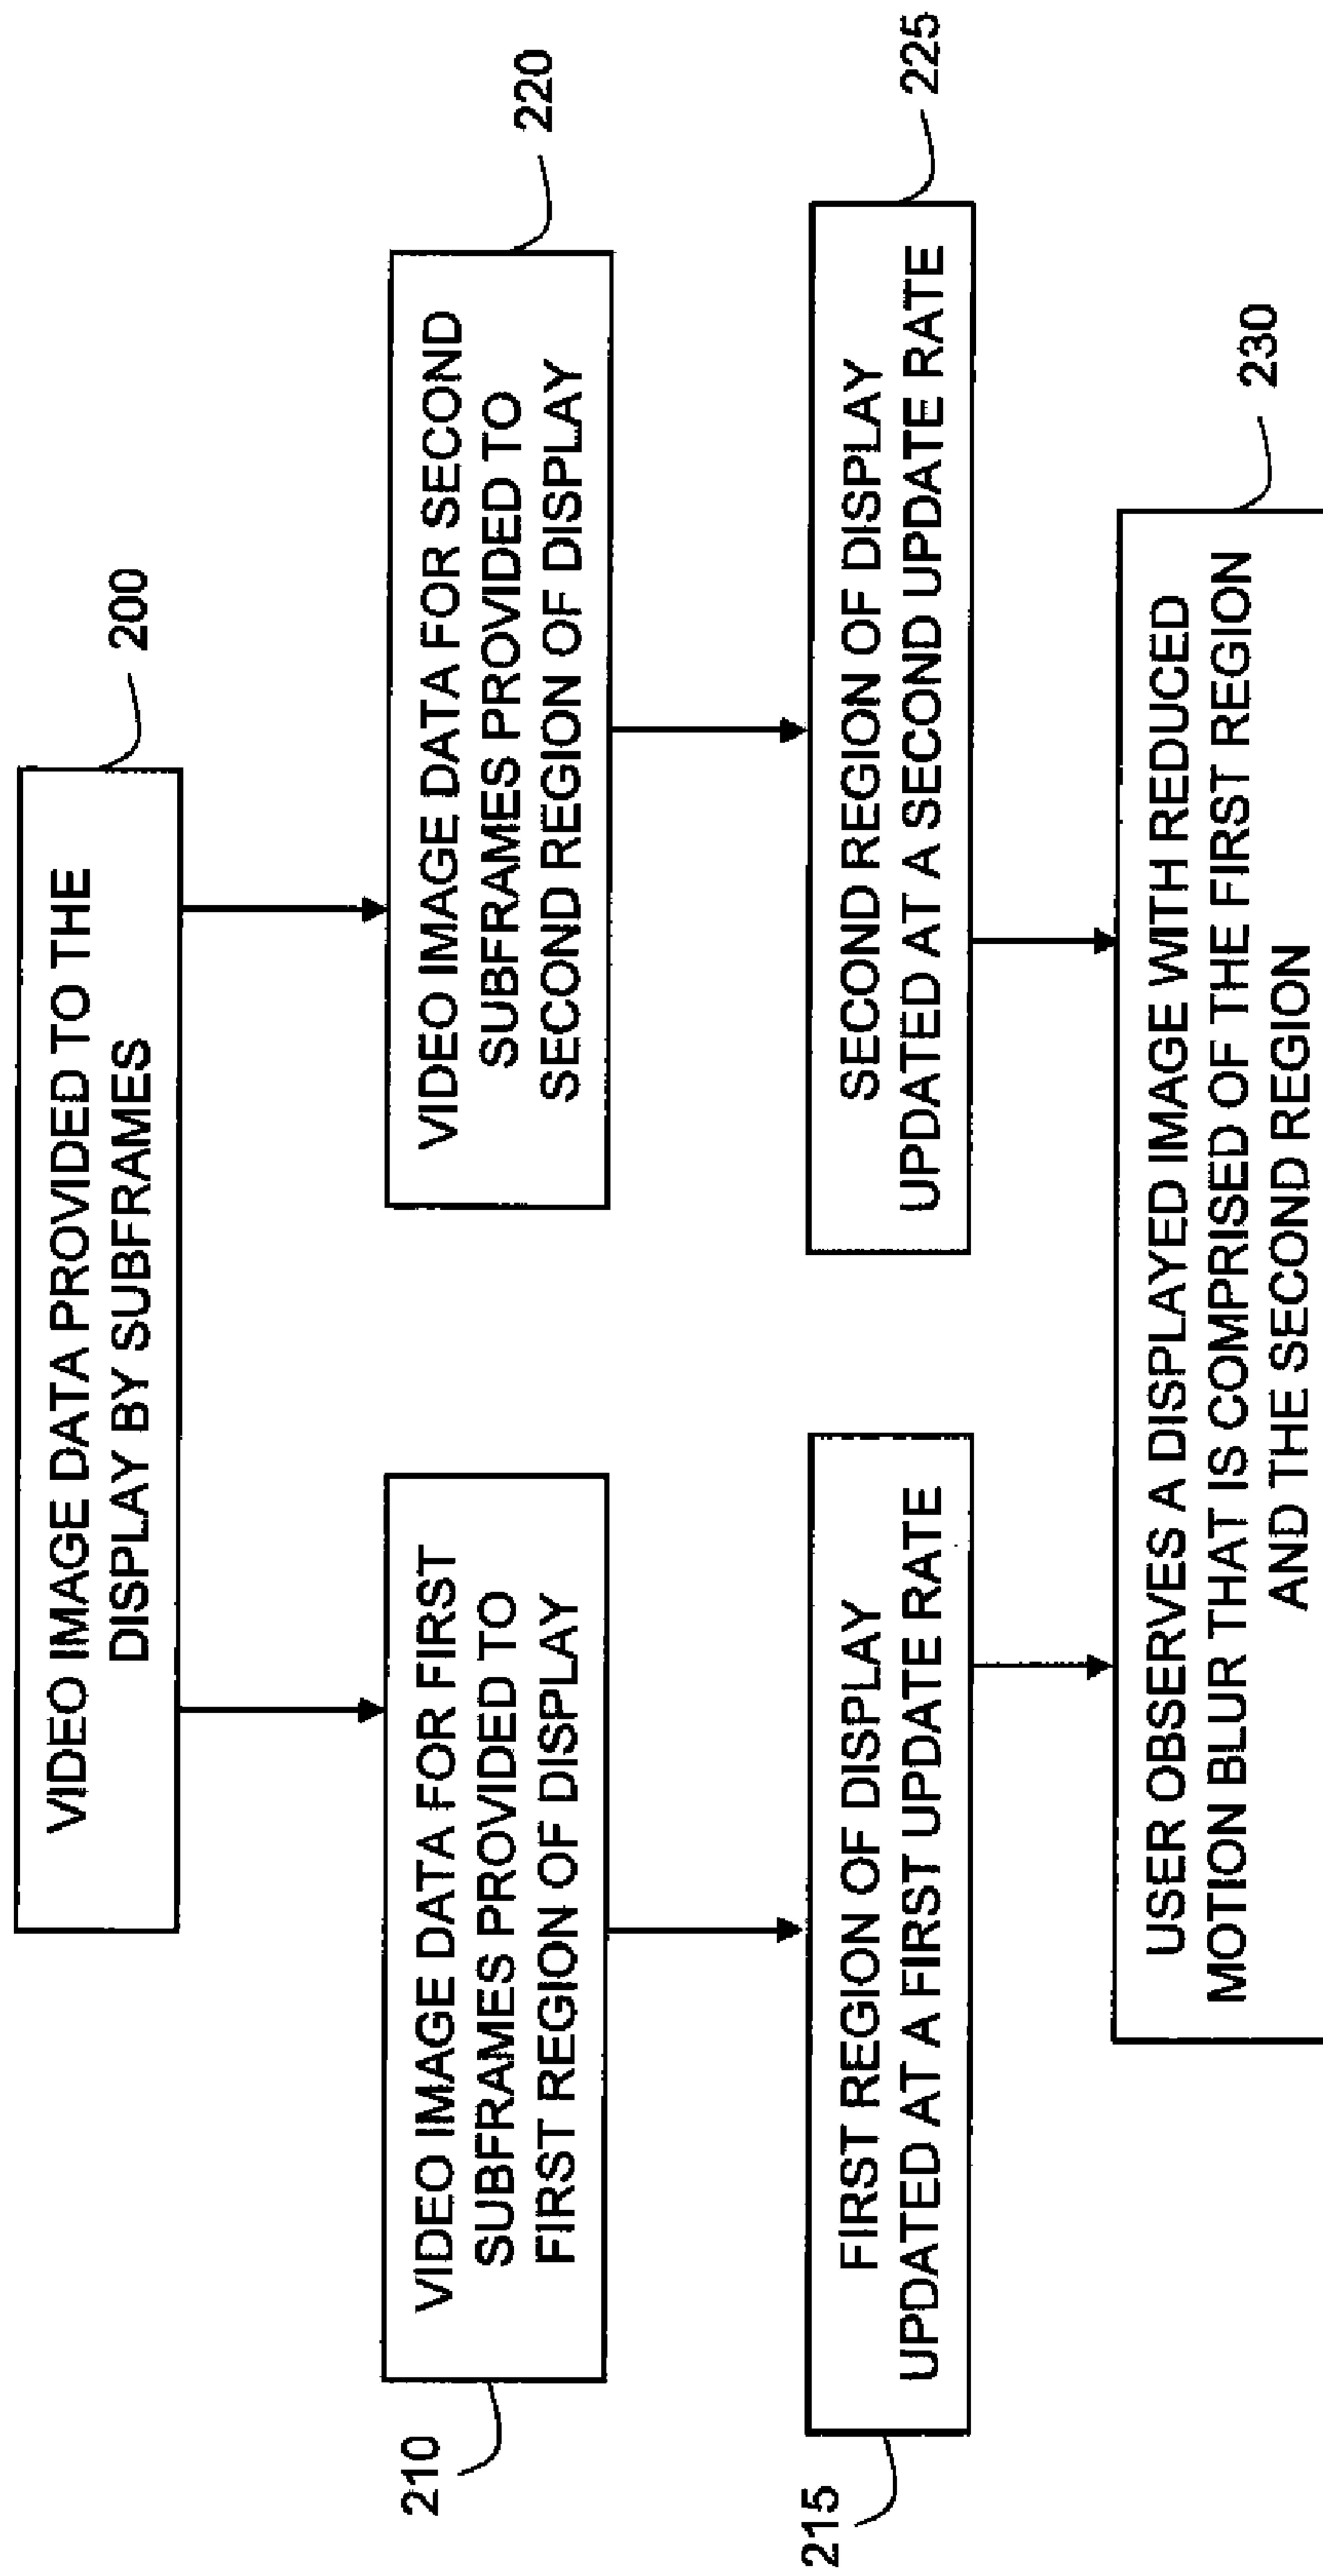 VIDEO IMAGE DATA PROVIDED TO THE
DISPLAY BY SUBFRAMES
200
210
VIDEO IMAGE DATA FOR FIRST
SUBFRAMES PROVIDED TO
FIRST REGION OF DISPLAY
VIDEO IMAGE DATA FOR SECOND
SUBFRAMES PROVIDED TO
SECOND REGION OF DISPLAY
220
215
FIRST REGION OF DISPLAY
UPDATED AT A FIRST UPDATE RATE
SECOND REGION OF DISPLAY
UPDATED AT A SECOND UPDATE RATE
225
USER OBSERVES A DISPLAYED IMAGE WITH REDUCED
MOTION BLUR THAT IS COMPRISED OF THE FIRST REGION
AND THE SECOND REGION
230